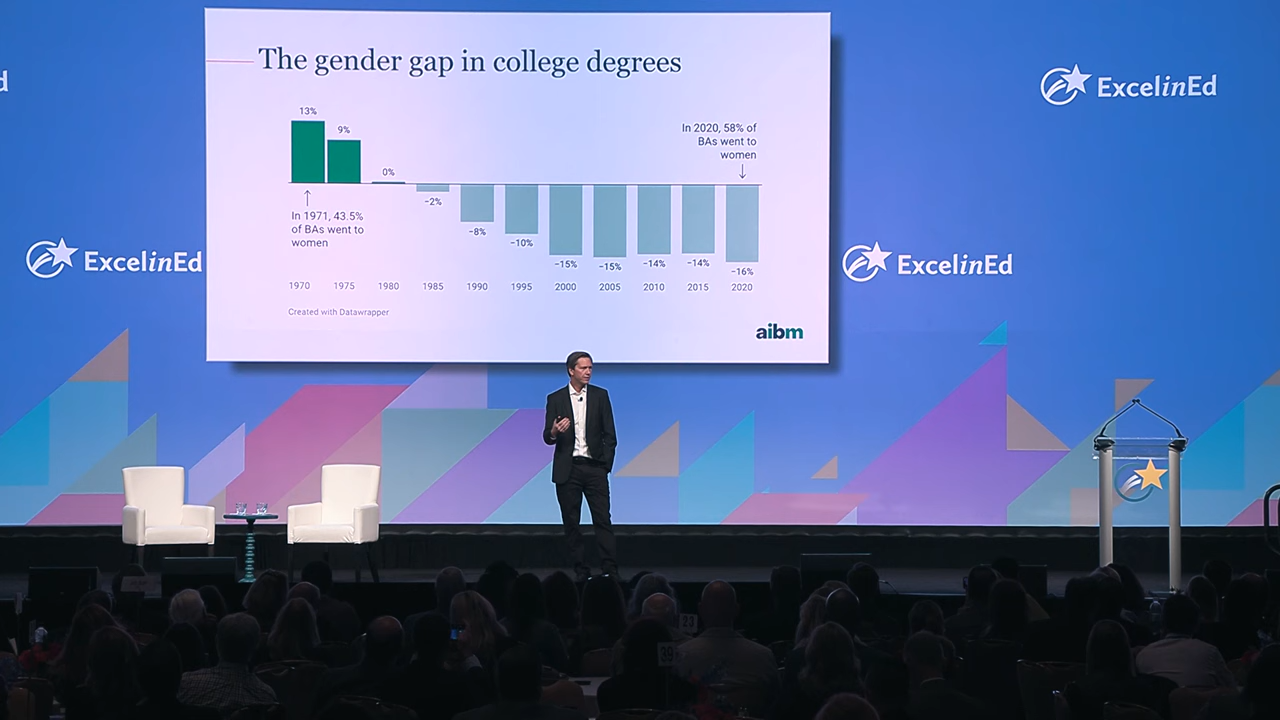 The gender gap in college degrees
13%
9%
0%
−2%
−8%
−10%
−15%
−15%
−14%
−14%
−16%
In 2020, 58% of
BAs went to
women
In 1971, 43.5%
of BAs went to
women
1970 1975 1980 1985 1990 1995 2000 2005 2010 2015 2020
Created with Datawrapper
aibm
d
ExcelinEd
ExcelinEd
ExcelinEd
23
39